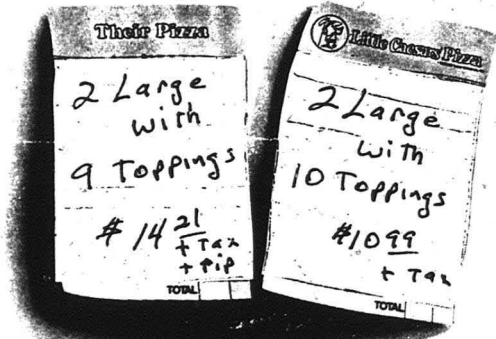 Their Pizza
2 Large
with
9 Toppings
$ 14 21
+ Tax
+ pip
TOTAL
Little Caesars Pizza
2 Large
with
10 Toppings
$10 99
+ Tax
TOTAL